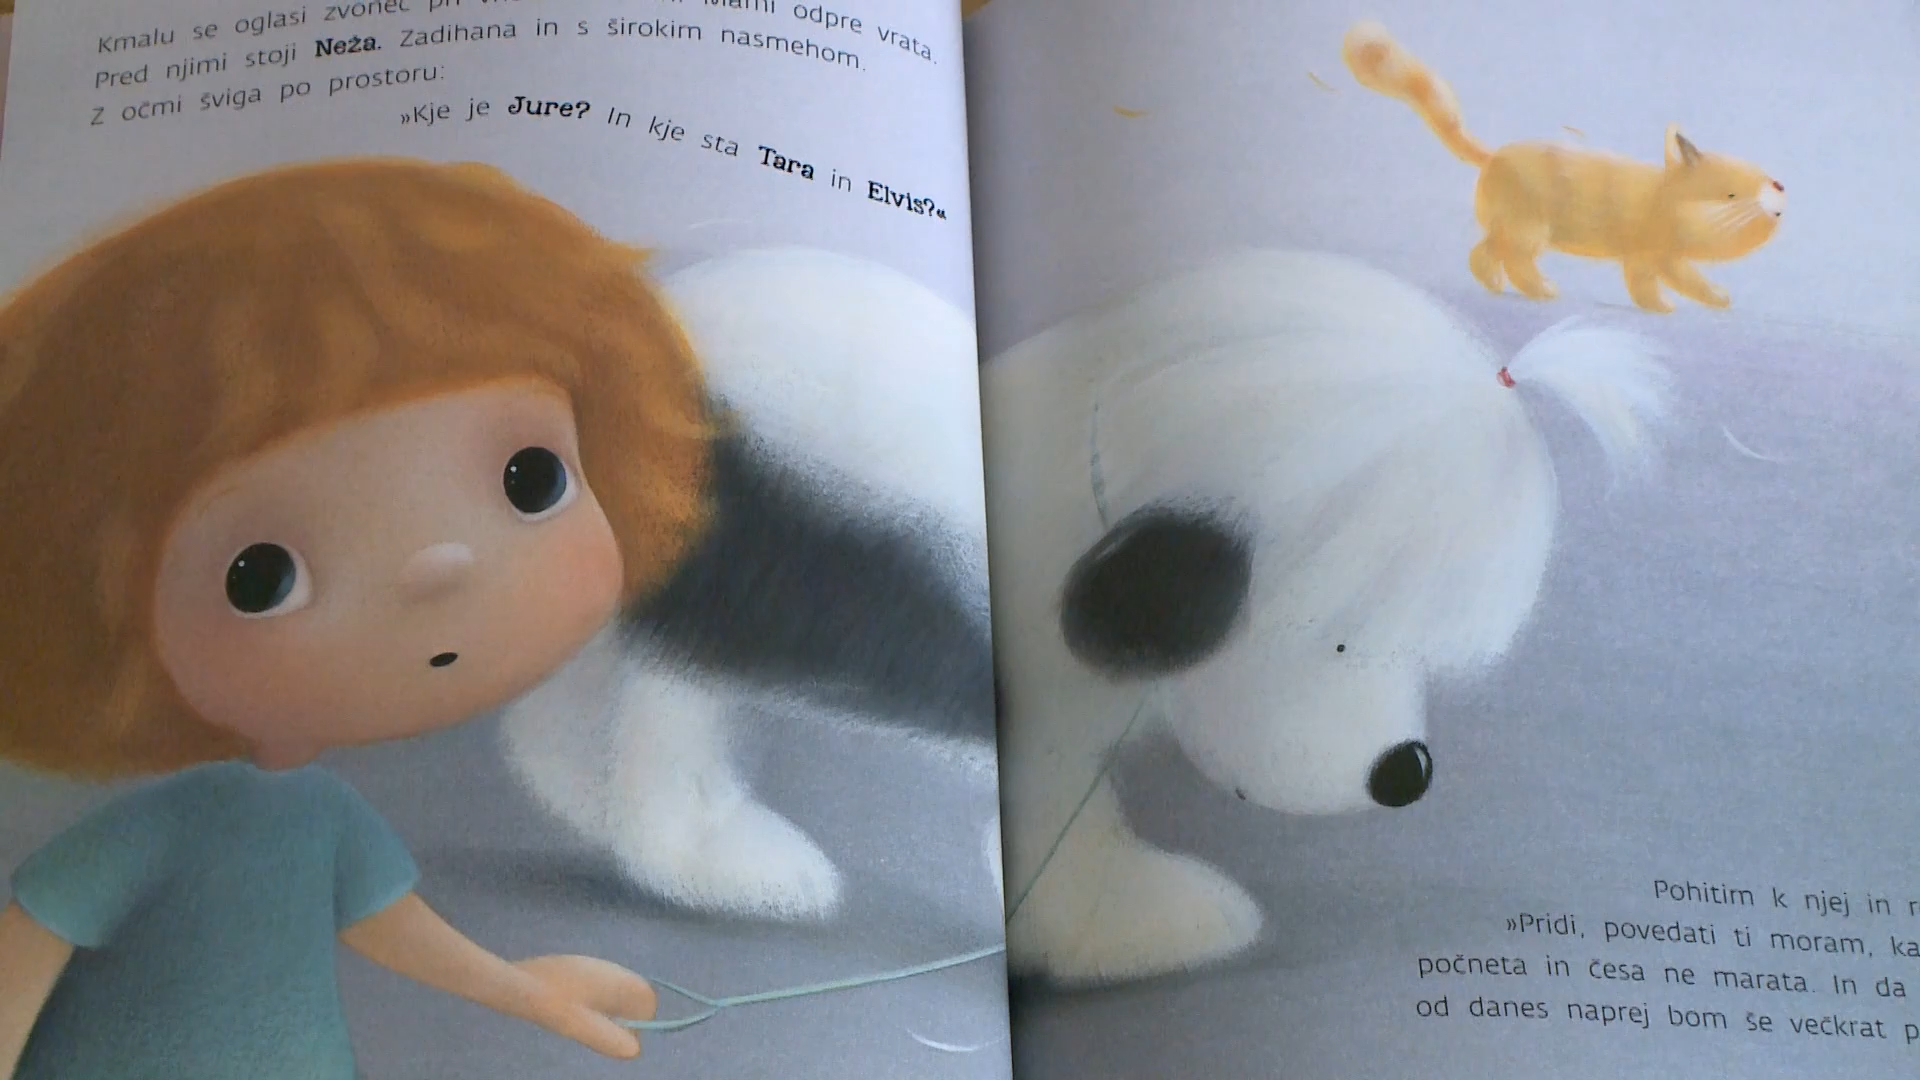 Kmalu se oglasi zvonec odpre vrata.
Pred njimi stoji Neža. Zadihana in s širokim nasmehom.
Z očmi šviga po prostoru:
»Kje je Jure? In kje sta Tara in Elvis?«
Pohitim k njej in
»Pridi, povedati ti moram,
počneta in česa ne marata. In da
od danes naprej bom še večkrat